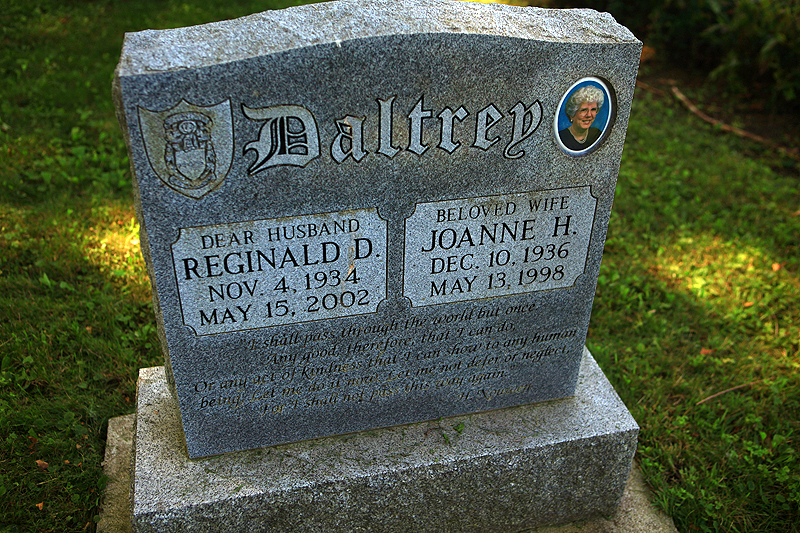 Daltrey
DEAR HUSBAND
REGINALD D.
NOV. 4, 1934
MAY 15, 2002
BELOVED WIFE
JOANNE H.
DEC. 10, 1936
MAY 13, 1998
I shall pass through the world but once.
Any good, therefore, that I can do,
Or any act of kindness that I can show to any human
being, Let me do it now. Let me not defer or neglect,
For I shall not pass this way again.